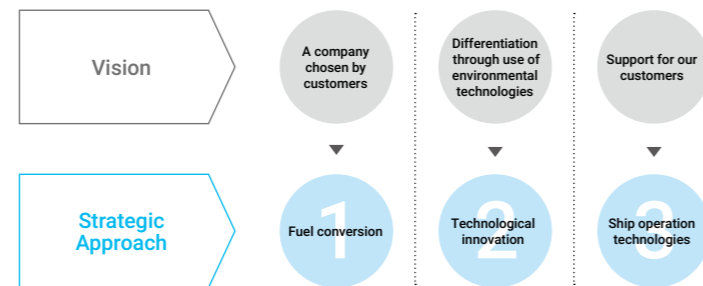 Vision
A company
chosen by
customers
Differentiation
through use of
environmental
technologies
Support for our
customers
Strategic
Approach
1
Fuel conversion
2
Technological
innovation
3
Ship operation
technologies